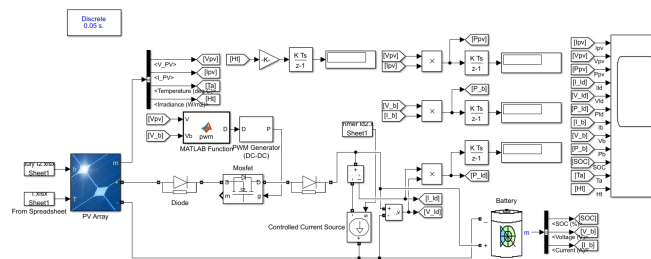 Discrete
0.05 s.
<V_PV>
<I_PV>
<Temperature (deg C)>
<Irradiance (W/m2)>
[Vpv]
[Ipv]
[Ta]
[Ht]
[Ht]
-K-
K Ts
z-1
[Vpv]
[Ipv]
×
[Ppv]
K Ts
z-1
[V_b]
[I_b]
×
[P_b]
K Ts
z-1
×
[P_ld]
K Ts
z-1
[Ipv]
Ipv
[Vpv]
Vpv
[Ppv]
Ppv
[I_ld]
Ild
[V_ld]
Vld
[P_ld]
Pld
[I_b]
Ib
[V_b]
Vb
[P_b]
Pb
[SOC]
SOC
[Ta]
Ta
[Ht]
Ht
[Vpv]
[V_b]
V
Vb
pwm
D
MATLAB Function
D
P
PWM Generator
(DC-DC)
Sheet1
Sheet1
Sheet1
From Spreadsheet
Ir
T
m
PV Array
Diode
Mosfet
g
m
Controlled Current Source
s
[I_ld]
[V_ld]
Battery
m
<SOC (%)>
<Voltage (V)>
<Current (A)>
[SOC]
[V_b]
[I_b]